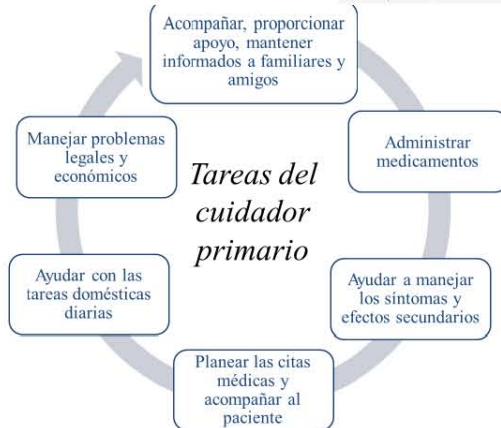 Acompañar, proporcionar
apoyo, mantener
informados a familiares y
amigos
Administrar
medicamentos
Ayudar a manejar
los síntomas y
efectos secundarios
Planear las citas
médicas y
acompañar al
paciente
Ayudar con las
tareas domésticas
diarias
Manejar problemas
legales y
económicos
Tareas del
cuidador
primario